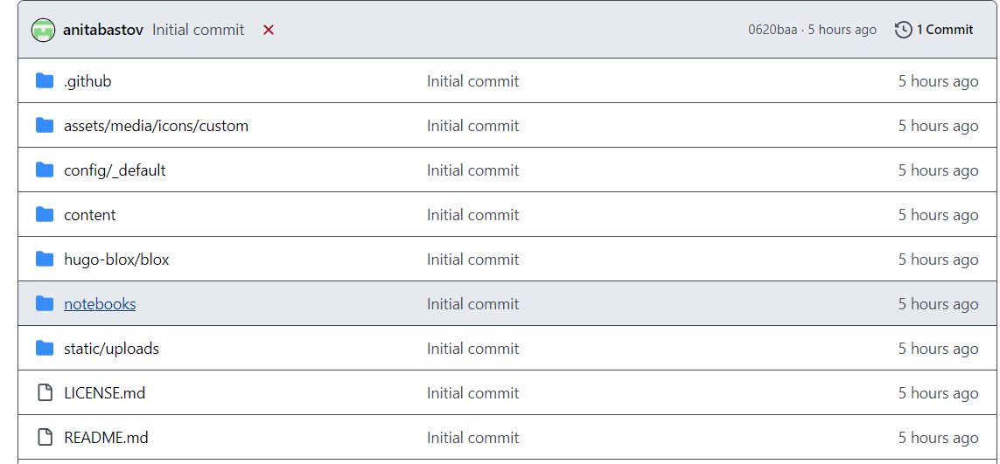 anitabastov Initial commit 0620baa · 5 hours ago 1 Commit
.github Initial commit 5 hours ago
assets/media/icons/custom Initial commit 5 hours ago
config/_default Initial commit 5 hours ago
content Initial commit 5 hours ago
hugo-blox/blox Initial commit 5 hours ago
notebooks Initial commit 5 hours ago
static/uploads Initial commit 5 hours ago
LICENSE.md Initial commit 5 hours ago
README.md Initial commit 5 hours ago